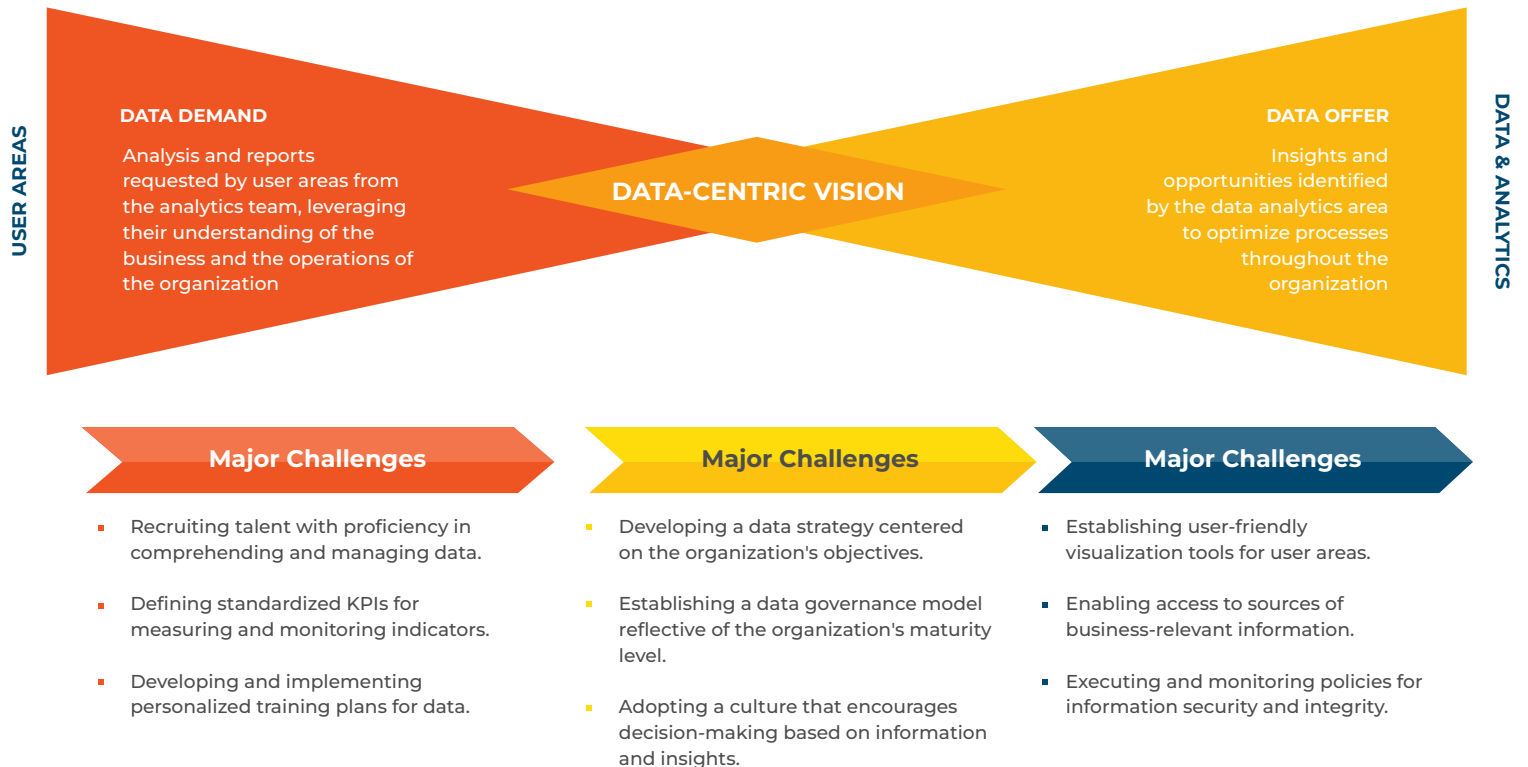 USER AREAS
DATA DEMAND
Analysis and reports
requested by user areas from
the analytics team, leveraging
their understanding of the
business and the operations of
the organization
DATA-CENTRIC VISION
DATA OFFER
Insights and
opportunities identified
by the data analytics area
to optimize processes
throughout the
organization
DATA & ANALYTICS
Major Challenges
Recruiting talent with proficiency in
comprehending and managing data.
Defining standardized KPIs for
measuring and monitoring indicators.
Developing and implementing
personalized training plans for data.
Major Challenges
Developing a data strategy centered
on the organization's objectives.
Establishing a data governance model
reflective of the organization's maturity
level.
Adopting a culture that encourages
decision-making based on information
and insights.
Major Challenges
Establishing user-friendly
visualization tools for user areas.
Enabling access to sources of
business-relevant information.
Executing and monitoring policies for
information security and integrity.